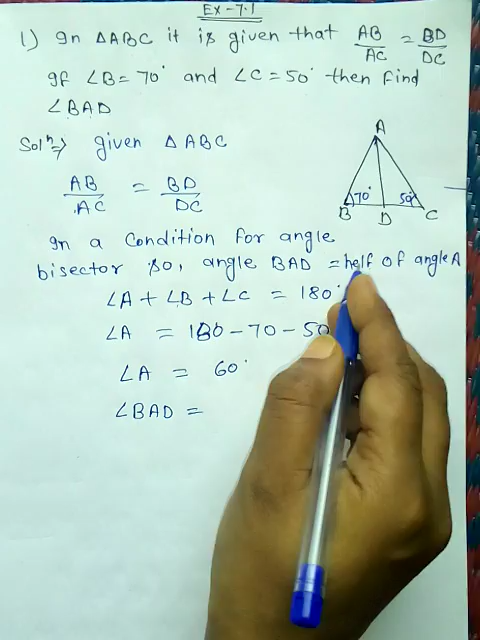 Ex-7.1
1) In △ABC it is given that AB/AC = BD/DC
If ∠B = 70° and ∠C = 50° then find
∠BAD
Solⁿ⇒ given △ABC
AB/AC = BD/DC
A
70°
50°
B D C
In a condition for angle
bisector so, angle BAD = half of angle A
∠A + ∠B + ∠C = 180°
∠A = 180 - 70 - 50
∠A = 60°
∠BAD =